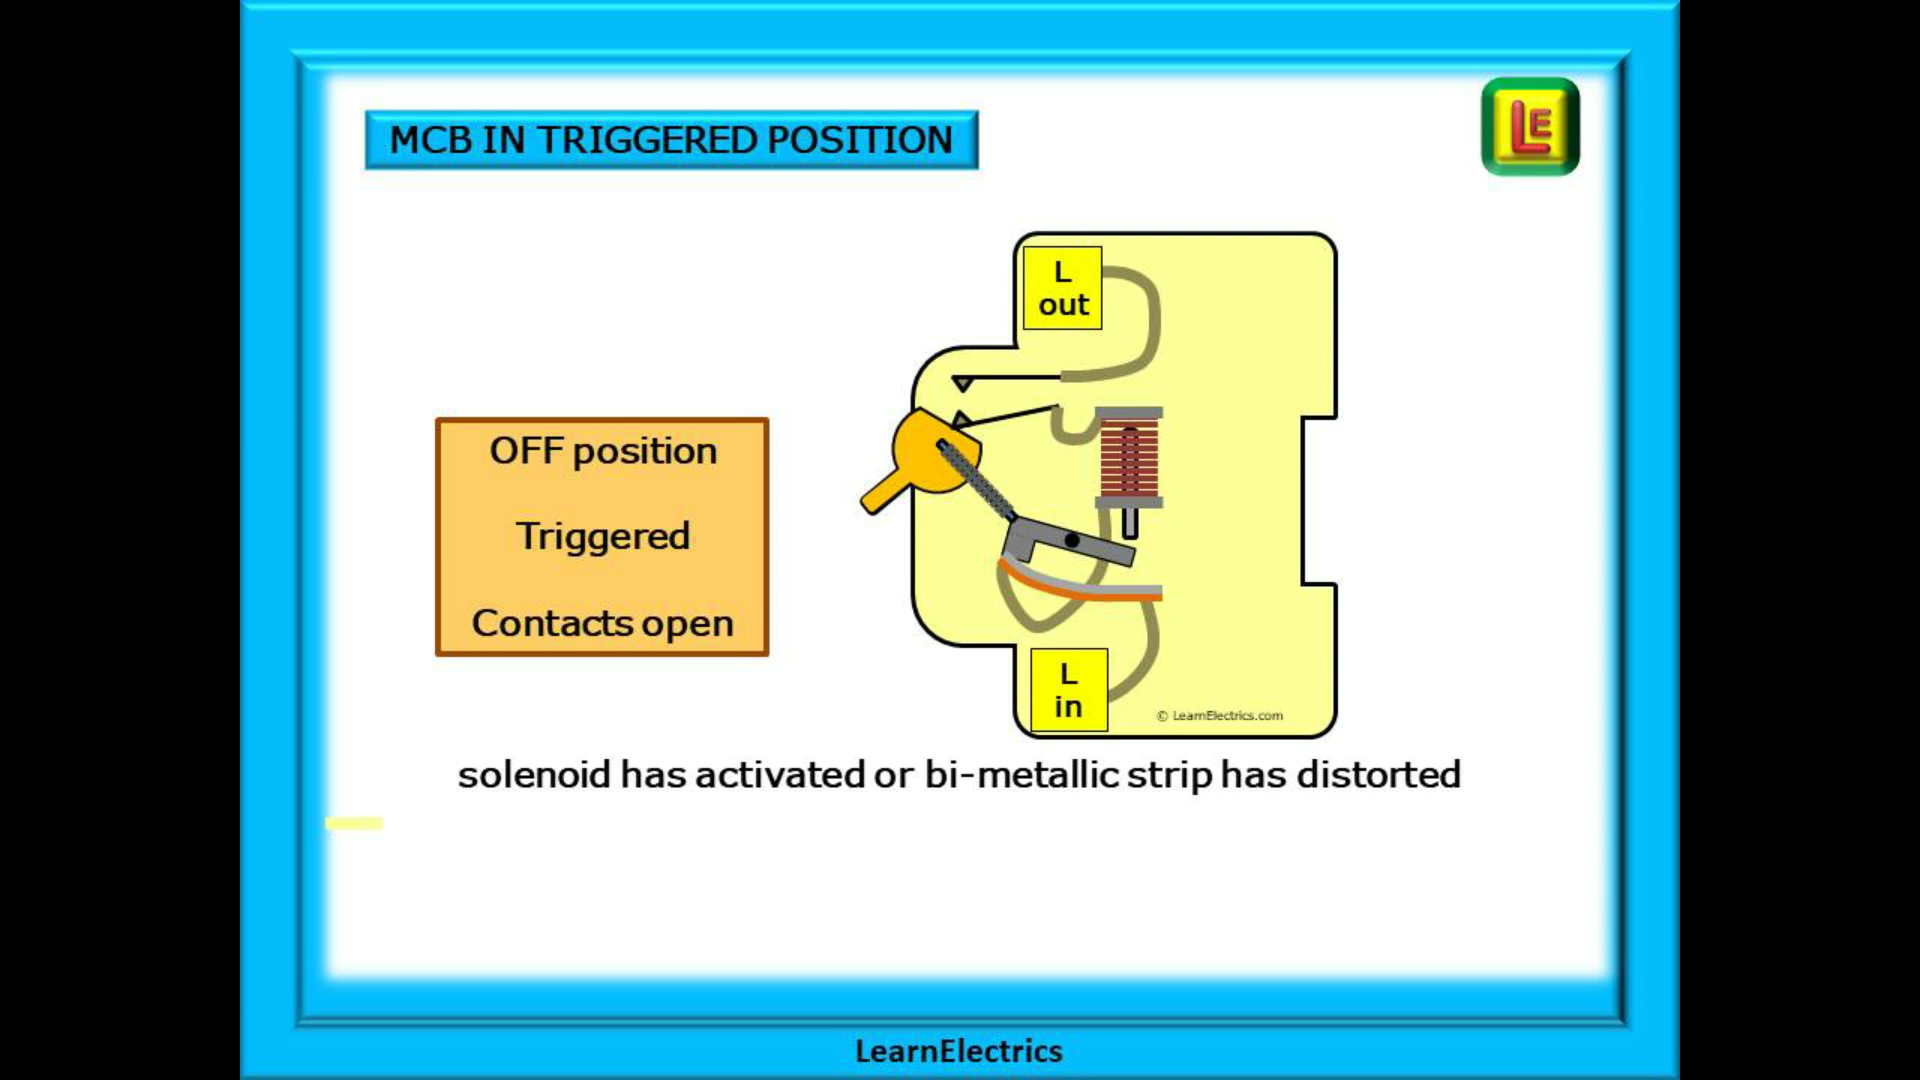 MCB IN TRIGGERED POSITION
LE
L
out
OFF position
Triggered
Contacts open
L
in
© LearnElectrics.com
solenoid has activated or bi-metallic strip has distorted
LearnElectrics